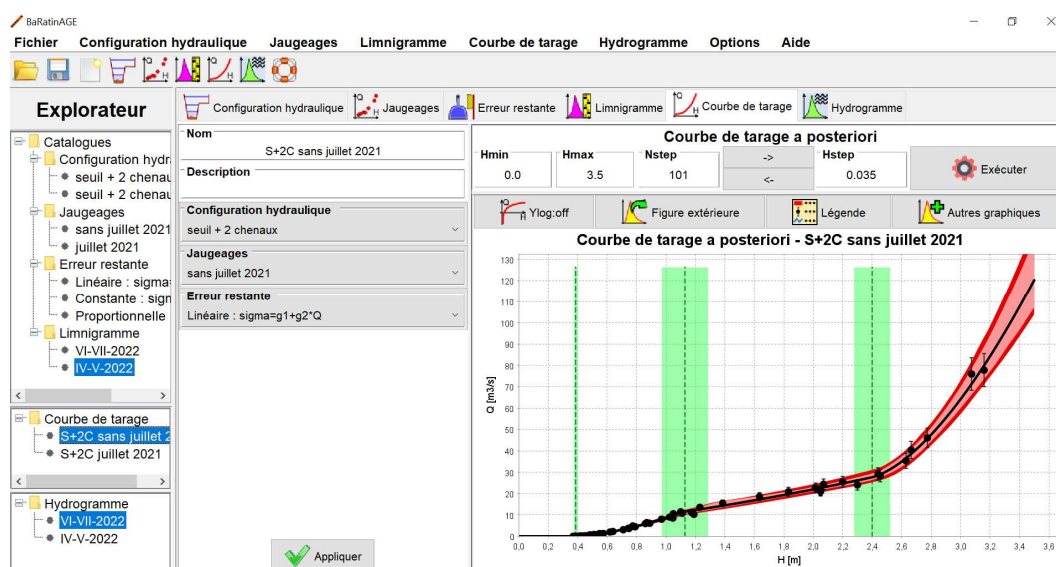 BaRatinAGE
Fichier Configuration hydraulique Jaugeages Limnigramme Courbe de tarage Hydrogramme Options Aide
Explorateur
Catalogues
Configuration hydr
seuil + 2 chenau
seuil + 2 chenau
Jaugeages
sans juillet 2021
juillet 2021
Erreur restante
Linéaire : sigma
Constante : sign
Proportionnelle
Limnigramme
VI-VII-2022
IV-V-2022
Courbe de tarage
S+2C sans juillet 2
S+2C juillet 2021
Hydrogramme
VI-VII-2022
IV-V-2022
Configuration hydraulique Jaugeages Erreur restante Limnigramme Courbe de tarage Hydrogramme
Nom
S+2C sans juillet 2021
Description
Configuration hydraulique
seuil + 2 chenaux
Jaugeages
sans juillet 2021
Erreur restante
Linéaire : sigma=g1+g2*Q
Appliquer
Courbe de tarage a posteriori
Hmin Hmax Nstep -> Hstep
0.0 3.5 101 <- 0.035
Exécuter
Ylog:off Figure extérieure Légende Autres graphiques
Courbe de tarage a posteriori - S+2C sans juillet 2021
Q [m3/s]
130
120
110
100
90
80
70
60
50
40
30
20
10
0
0,0 0,2 0,4 0,6 0,8 1,0 1,2 1,4 1,6 1,8 2,0 2,2 2,4 2,6 2,8 3,0 3,2 3,4 3,6
H [m]